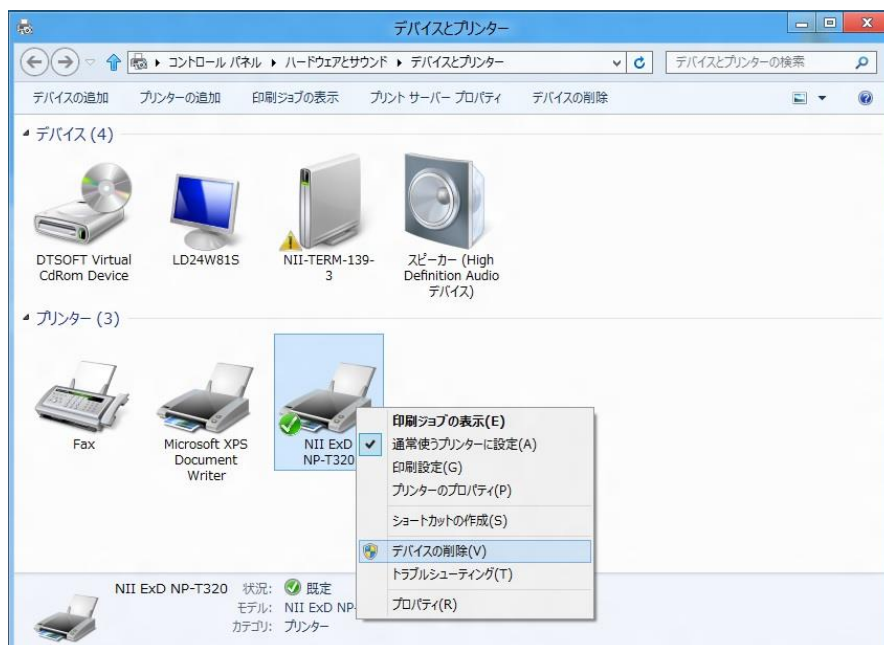 デバイスとプリンター
コントロール パネル ハードウェアとサウンド デバイスとプリンター
デバイスとプリンターの検索
デバイスの追加 プリンターの追加 印刷ジョブの表示 プリント サーバー プロパティ デバイスの削除
デバイス (4)
DTSOFT Virtual
CdRom Device
LD24W81S
NII-TERM-139-
3
スピーカー (High
Definition Audio
デバイス)
プリンター (3)
Fax
Microsoft XPS
Document
Writer
NII ExD
NP-T320
印刷ジョブの表示(E)
通常使うプリンターに設定(A)
印刷設定(G)
プリンターのプロパティ(P)
ショートカットの作成(S)
デバイスの削除(V)
トラブルシューティング(T)
プロパティ(R)
NII ExD NP-T320 状況: 既定
モデル: NII ExD NP-
カテゴリ: プリンター